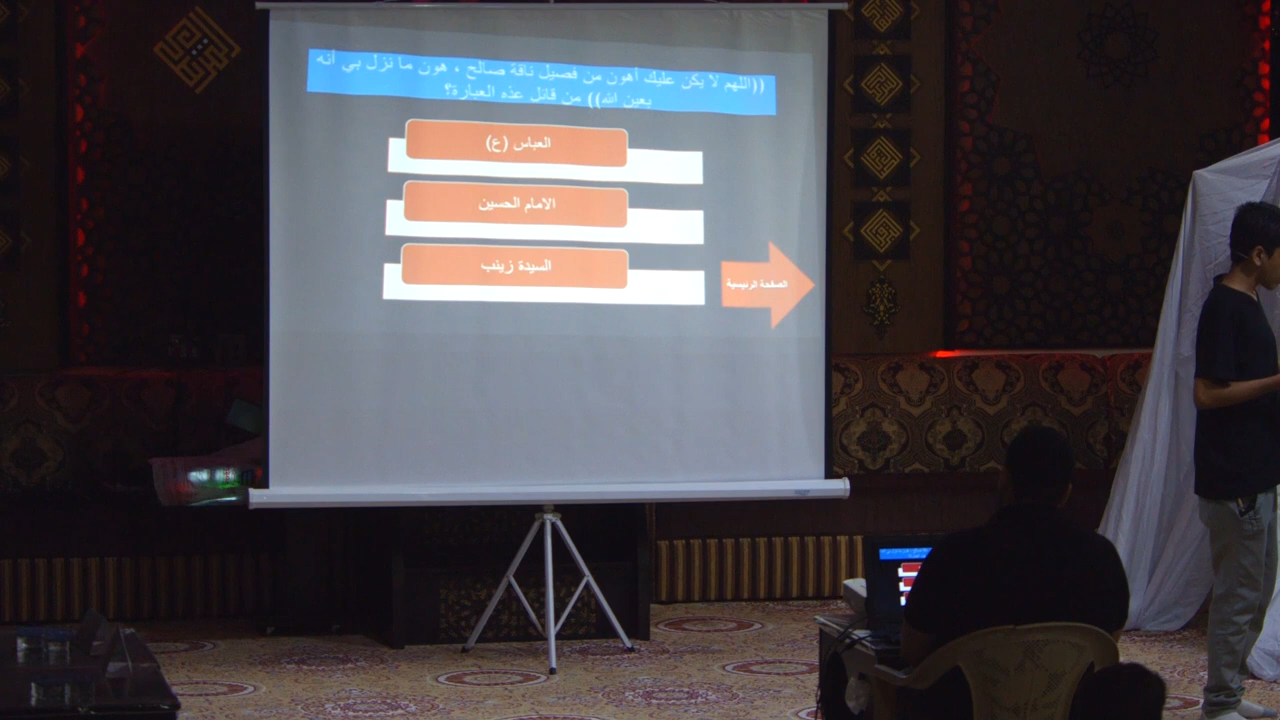 ((اللهم لا يكن عليك أهون من فصيل ناقة صالح ، هون ما نزل بي أنه
بعين الله)) من قائل عذه العبارة؟
العباس (ع)
الامام الحسين
السيدة زينب
الصفحة الرئيسية